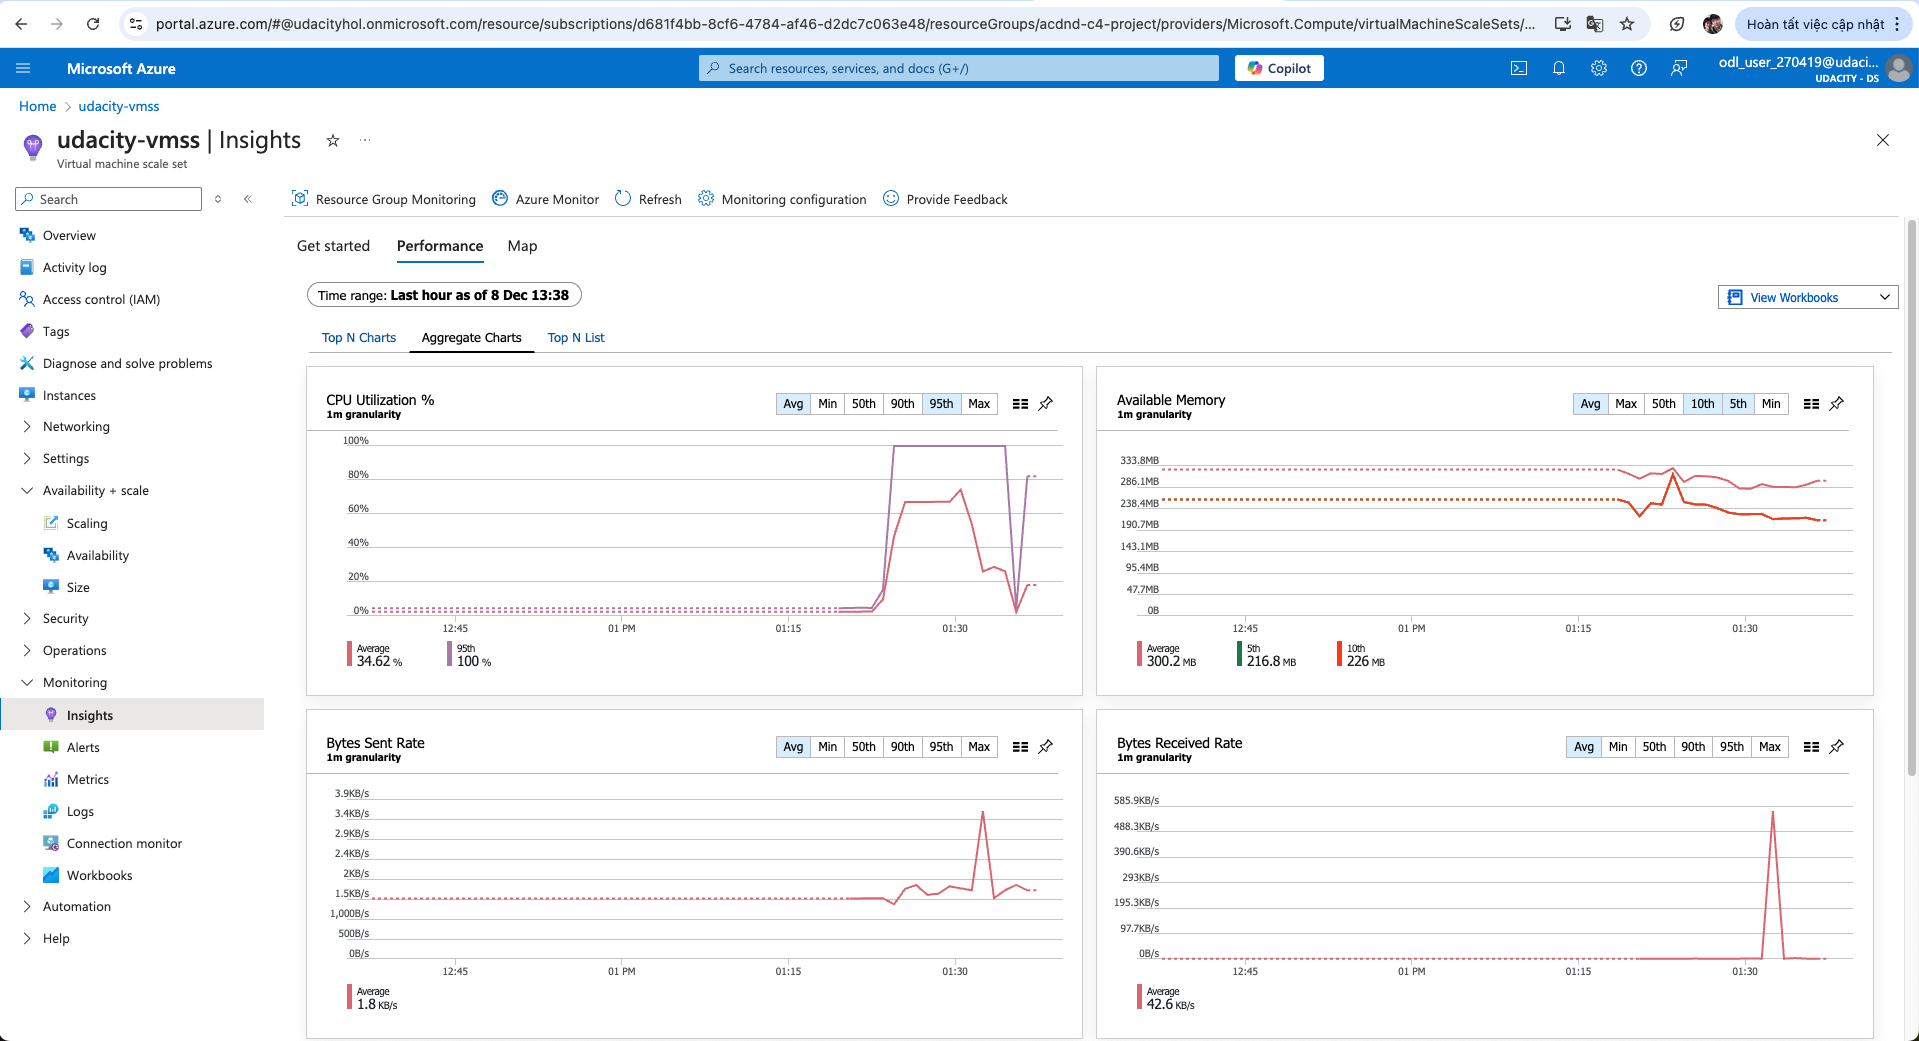 portal.azure.com/#@udacityhol.onmicrosoft.com/resource/subscriptions/d681f4bb-8cf6-4784-af46-d2dc7c063e48/resourceGroups/acdnd-c4-project/providers/Microsoft.Compute/virtualMachineScaleSets/...
Hoàn tất việc cập nhật
Microsoft Azure
Search resources, services, and docs (G+/)
Copilot
odl_user_270419@udaci...
UDACITY - DS
Home > udacity-vmss
udacity-vmss | Insights
Virtual machine scale set
Search
Resource Group Monitoring
Azure Monitor
Refresh
Monitoring configuration
Provide Feedback
Overview
Activity log
Access control (IAM)
Tags
Diagnose and solve problems
Instances
Networking
Settings
Availability + scale
Scaling
Availability
Size
Security
Operations
Monitoring
Insights
Alerts
Metrics
Logs
Connection monitor
Workbooks
Automation
Help
Get started
Performance
Map
Time range: Last hour as of 8 Dec 13:38
View Workbooks
Top N Charts
Aggregate Charts
Top N List
CPU Utilization %
1m granularity
Avg Min 50th 90th 95th Max
100%
80%
60%
40%
20%
0%
12:45 01 PM 01:15 01:30
Average
34.62 %
95th
100 %
Available Memory
1m granularity
Avg Max 50th 10th 5th Min
333.8MB
286.1MB
238.4MB
190.7MB
143.1MB
95.4MB
47.7MB
0B
12:45 01 PM 01:15 01:30
Average
300.2 MB
5th
216.8 MB
10th
226 MB
Bytes Sent Rate
1m granularity
Avg Min 50th 90th 95th Max
3.9KB/s
3.4KB/s
2.9KB/s
2.4KB/s
2KB/s
1.5KB/s
1,000B/s
500B/s
0B/s
12:45 01 PM 01:15 01:30
Average
1.8 KB/s
Bytes Received Rate
1m granularity
Avg Min 50th 90th 95th Max
585.9KB/s
488.3KB/s
390.6KB/s
293KB/s
195.3KB/s
97.7KB/s
0B/s
12:45 01 PM 01:15 01:30
Average
42.6 KB/s